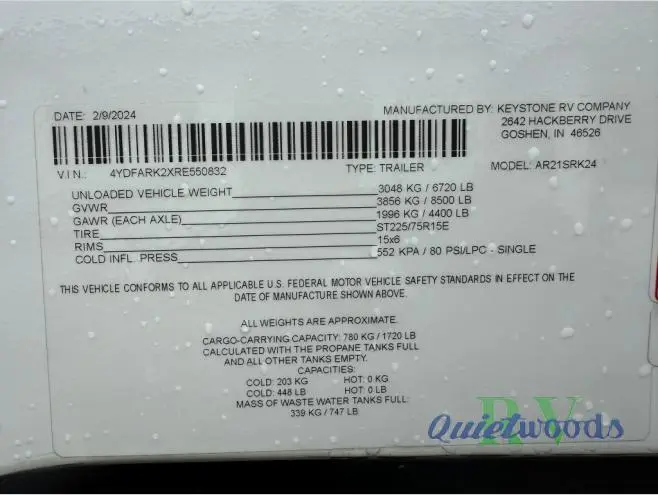 DATE: 2/9/2024
MANUFACTURED BY: KEYSTONE RV COMPANY
2642 HACKBERRY DRIVE
GOSHEN, IN 46526
V.I.N.: 4YDFARK2XRE550832 TYPE: TRAILER MODEL: AR21SRK24
UNLOADED VEHICLE WEIGHT 3048 KG / 6720 LB
GVWR 3856 KG / 8500 LB
GAWR (EACH AXLE) 1996 KG / 4400 LB
TIRE ST225/75R15E
RIMS 15x6
COLD INFL. PRESS 552 KPA / 80 PSI/LPC - SINGLE
THIS VEHICLE CONFORMS TO ALL APPLICABLE U.S. FEDERAL MOTOR VEHICLE SAFETY STANDARDS IN EFFECT ON THE
DATE OF MANUFACTURE SHOWN ABOVE.
ALL WEIGHTS ARE APPROXIMATE.
CARGO-CARRYING CAPACITY: 780 KG / 1720 LB
CALCULATED WITH THE PROPANE TANKS FULL
AND ALL OTHER TANKS EMPTY.
CAPACITIES:
COLD: 203 KG HOT: 0 KG
COLD: 448 LB HOT: 0 LB
MASS OF WASTE WATER TANKS FULL:
339 KG / 747 LB
Quietwoods RV